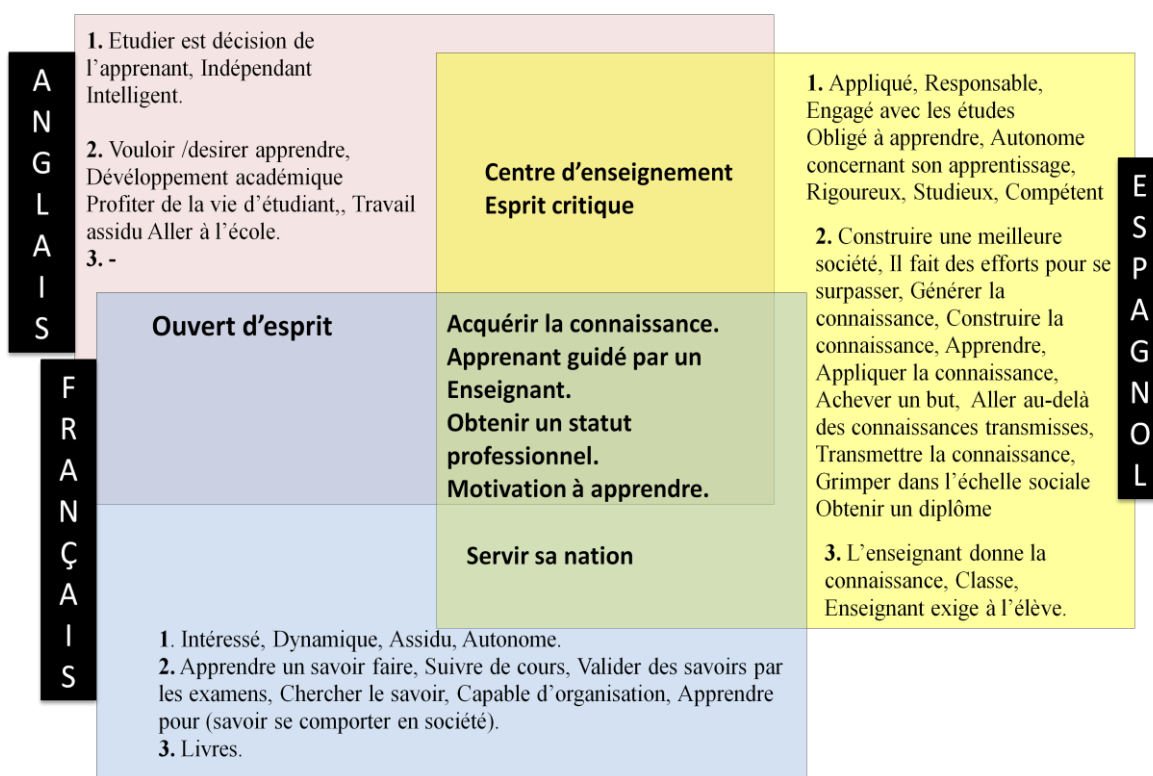 ANGLAIS
1. Etudier est décision de
l’apprenant, Indépendant
Intelligent.
2. Vouloir /desirer apprendre,
Dévéloppement académique
Profiter de la vie d’étudiant,, Travail
assidu Aller à l’école.
3. -
Centre d’enseignement
Esprit critique
ESPAGNOL
1. Appliqué, Responsable,
Engagé avec les études
Obligé à apprendre, Autonome
concernant son apprentissage,
Rigoureux, Studieux, Compétent
2. Construire une meilleure
société, Il fait des efforts pour se
surpasser, Générer la
connaissance, Construire la
connaissance, Apprendre,
Appliquer la connaissance,
Achever un but, Aller au-delà
des connaissances transmises,
Transmettre la connaissance,
Grimper dans l’échelle sociale
Obtenir un diplôme
3. L’enseignant donne la
connaissance, Classe,
Enseignant exige à l’élève.
Ouvert d’esprit
Acquérir la connaissance.
Apprenant guidé par un
Enseignant.
Obtenir un statut
professionnel.
Motivation à apprendre.
Servir sa nation
FRANÇAIS
1. Intéressé, Dynamique, Assidu, Autonome.
2. Apprendre un savoir faire, Suivre de cours, Valider des savoirs par
les examens, Chercher le savoir, Capable d’organisation, Apprendre
pour (savoir se comporter en société).
3. Livres.